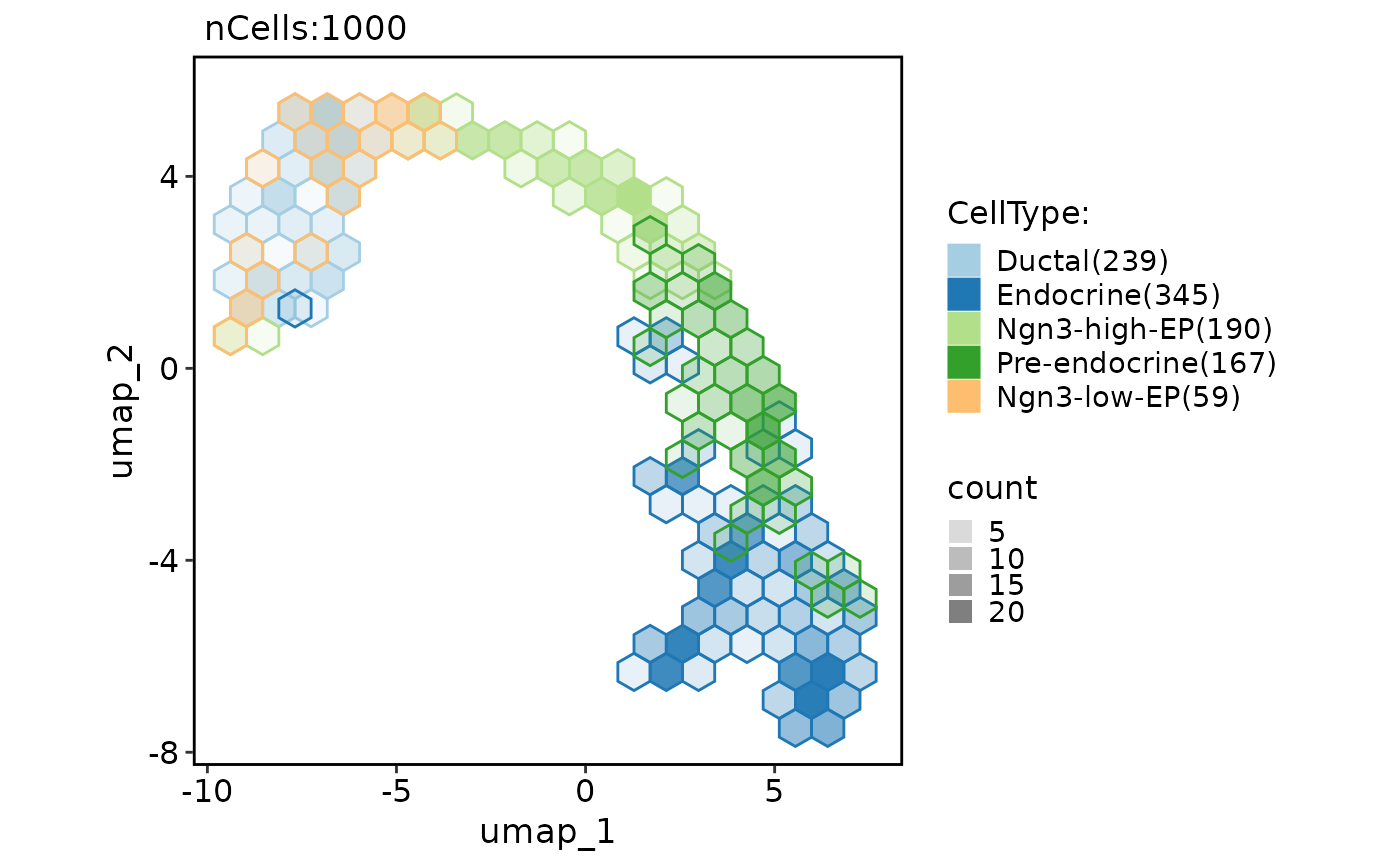 nCells:1000
4
0
-4
-8
umap_2
-10
-5
0
5
umap_1
CellType:
Ductal(239)
Endocrine(345)
Ngn3-high-EP(190)
Pre-endocrine(167)
Ngn3-low-EP(59)
count
5
10
15
20